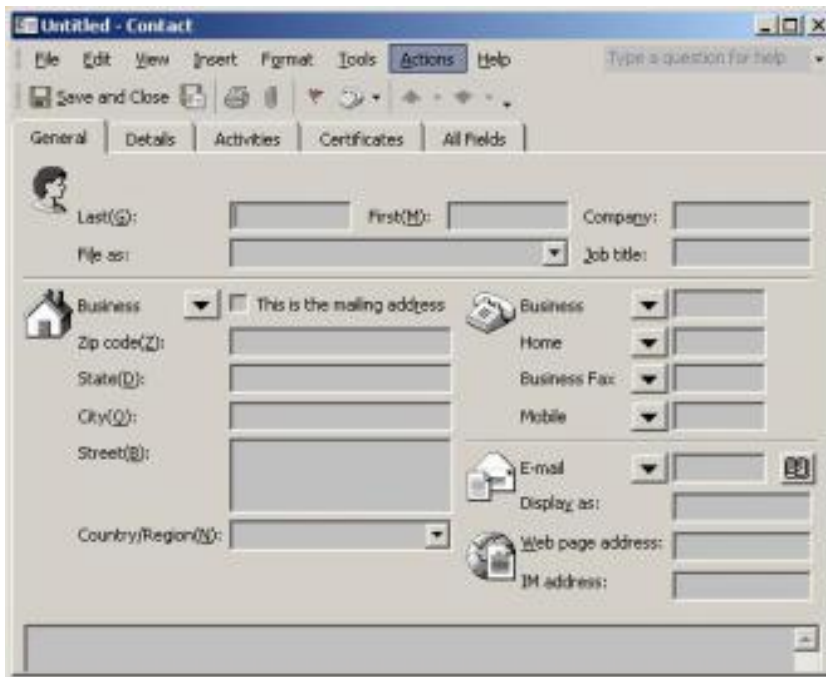 Untitled - Contact
File Edit View Insert Format Tools Actions Help Type a question for help
Save and Close
General Details Activities Certificates All Fields
Last(G): First(M): Company:
File as: Job title:
Business This is the mailing address Business
Zip code(Z): Home
State(D): Business Fax
City(O): Mobile
Street(B): E-mail
Display as:
Country/Region(N): Web page address:
IM address: